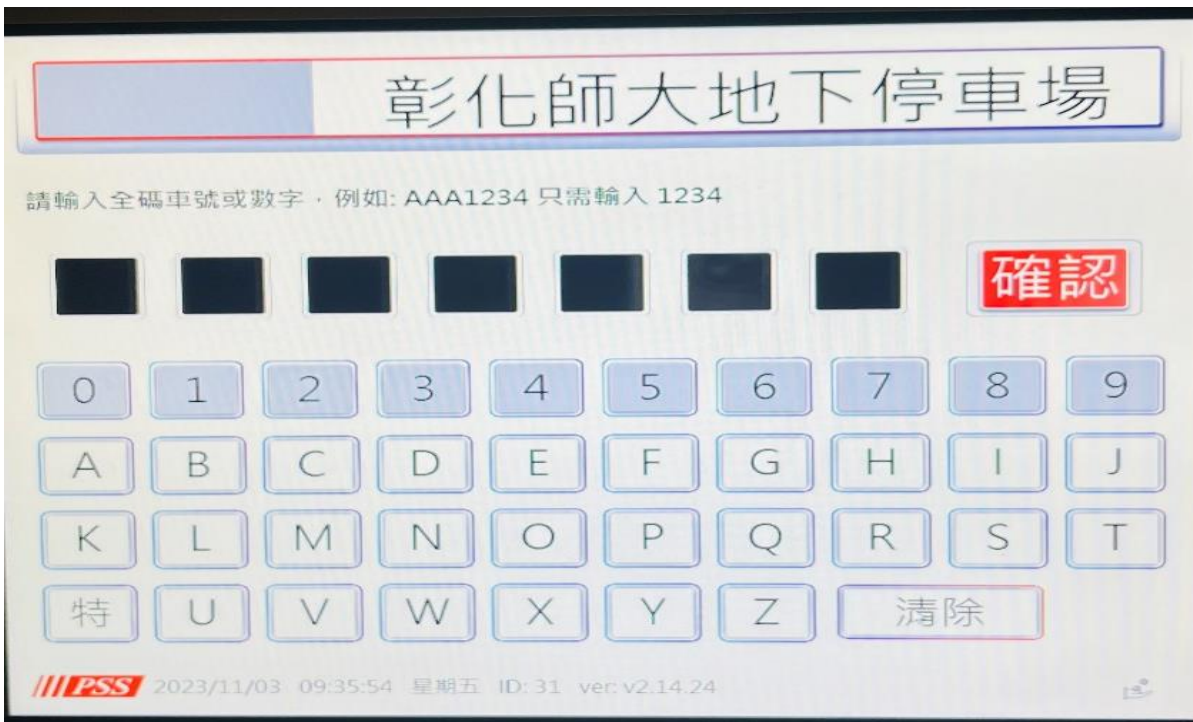 彰化師大地下停車場
請輸入全碼車號或數字，例如: AAA1234 只需輸入 1234
確認
0 1 2 3 4 5 6 7 8 9
A B C D E F G H I J
K L M N O P Q R S T
特 U V W X Y Z 清除
PSS 2023/11/03 09:35:54 星期五 ID: 31 ver: v2.14.24